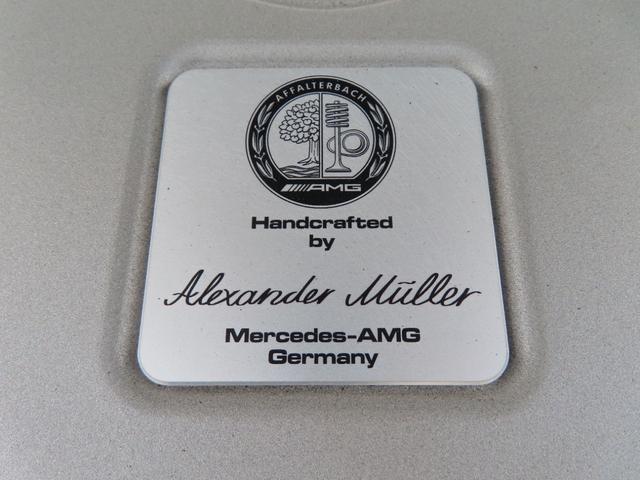 AFFALTERBACH
AMG
Handcrafted
by
Alexander Müller
Mercedes-AMG
Germany